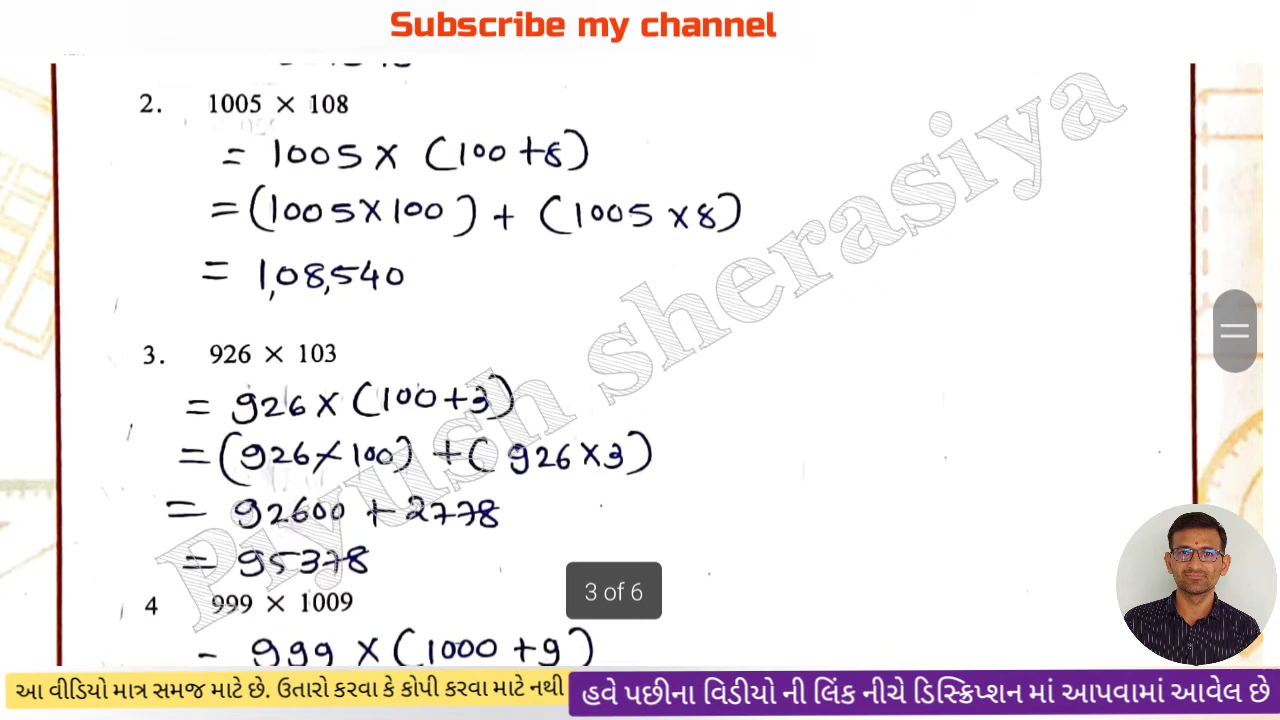 Subscribe my channel
2. 1005 × 108
= 1005 × (100 + 8)
= (1005 × 100) + (1005 × 8)
= 1,08,540
3. 926 × 103
= 926 × (100 + 3)
= (926 × 100) + (926 × 3)
= 92600 + 2778
= 95378
4 999 × 1009
= 999 × (1000 + 9)
Piyush sherasiya
3 of 6
આ વીડિયો માત્ર સમજ માટે છે. ઉતારો કરવા કે કોપી કરવા માટે નથી
હવે પછીના વિડીયો ની લિંક નીચે ડિસ્ક્રિપ્શન માં આપવામાં આવેલ છે